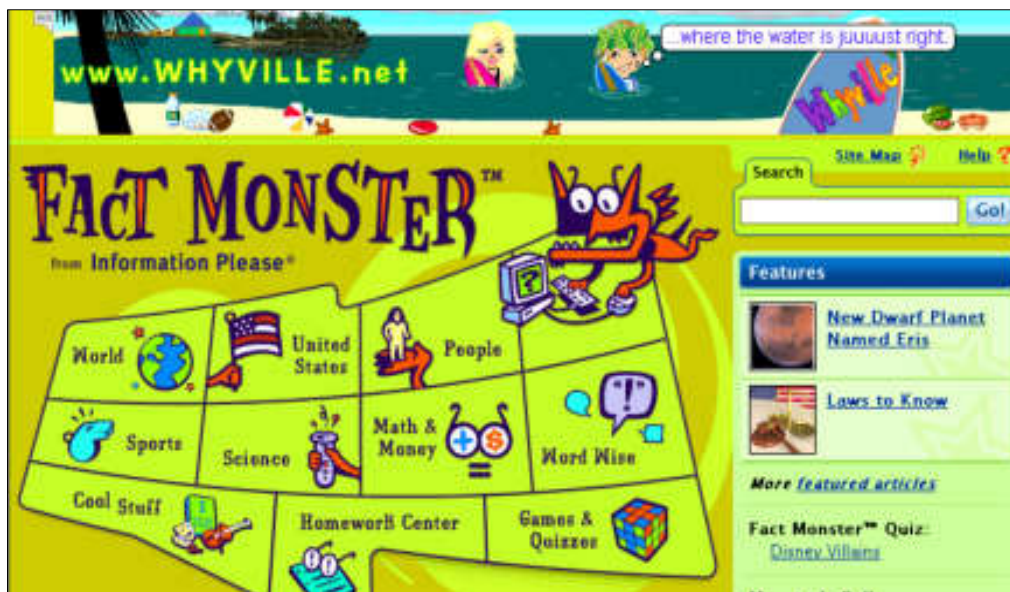 ...where the water is juuuust right.
www.WHYVILLE.net
Whyville
Site Map
Help ?
Search
Go!
FACT MONSTER™
from Information Please®
Features
New Dwarf Planet
Named Eris
Laws to Know
More featured articles
Fact Monster™ Quiz:
Disney Villains
World
United
States
People
Sports
Science
Math &
Money
Word Wise
Cool Stuff
Homework Center
Games &
Quizzes